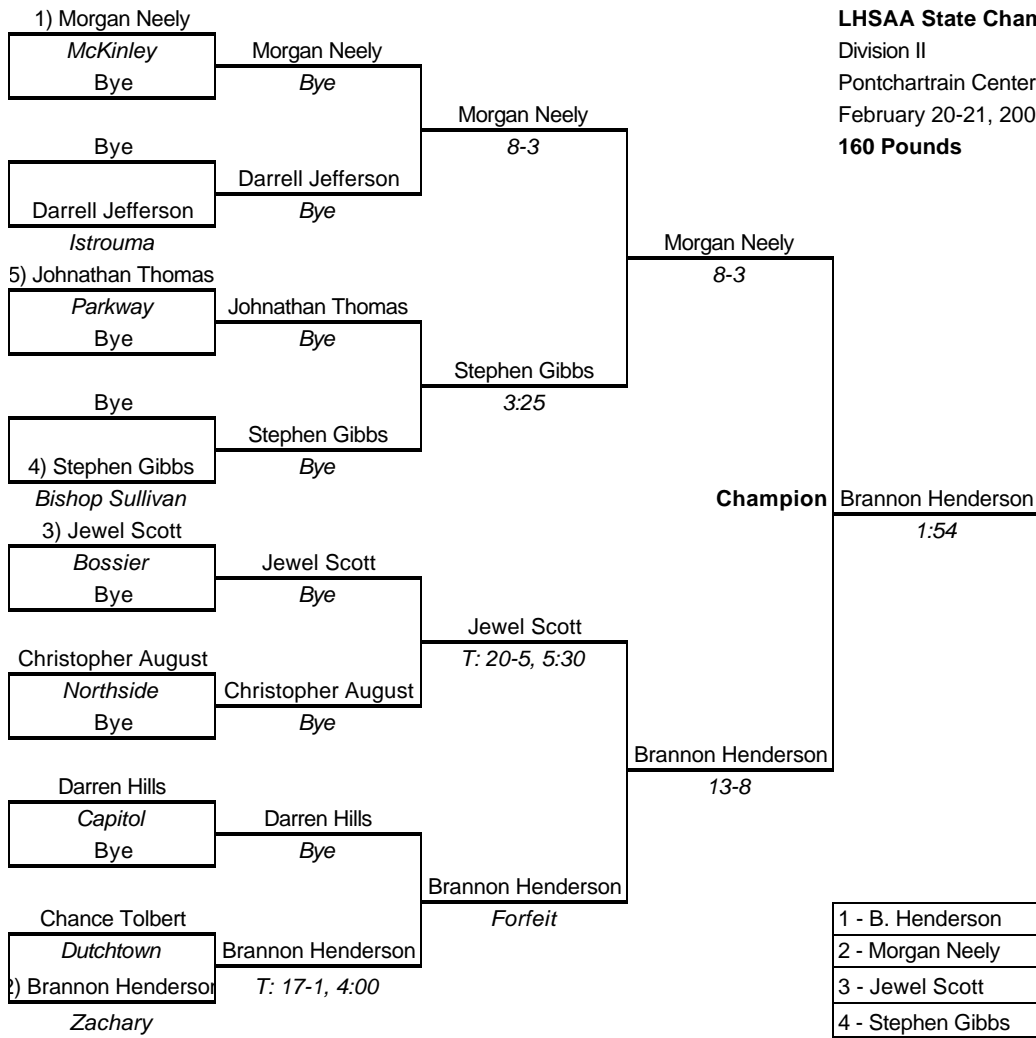 1) Morgan Neely
LHSAA State Cham
McKinley
Morgan Neely
Division II
Bye
Bye
Pontchartrain Center
Morgan Neely
February 20-21, 200
Bye
8-3
160 Pounds
Darrell Jefferson
Darrell Jefferson
Bye
Istrouma
Morgan Neely
5) Johnathan Thomas
8-3
Parkway
Johnathan Thomas
Bye
Bye
Stephen Gibbs
Bye
3:25
Stephen Gibbs
4) Stephen Gibbs
Bye
Bishop Sullivan
Champion
Brannon Henderson
3) Jewel Scott
1:54
Bossier
Jewel Scott
Bye
Bye
Jewel Scott
Christopher August
T: 20-5, 5:30
Northside
Christopher August
Bye
Bye
Brannon Henderson
Darren Hills
13-8
Capitol
Darren Hills
Bye
Bye
Brannon Henderson
Chance Tolbert
Forfeit
1 - B. Henderson
Dutchtown
Brannon Henderson
2 - Morgan Neely
2) Brannon Henderson
T: 17-1, 4:00
3 - Jewel Scott
Zachary
4 - Stephen Gibbs